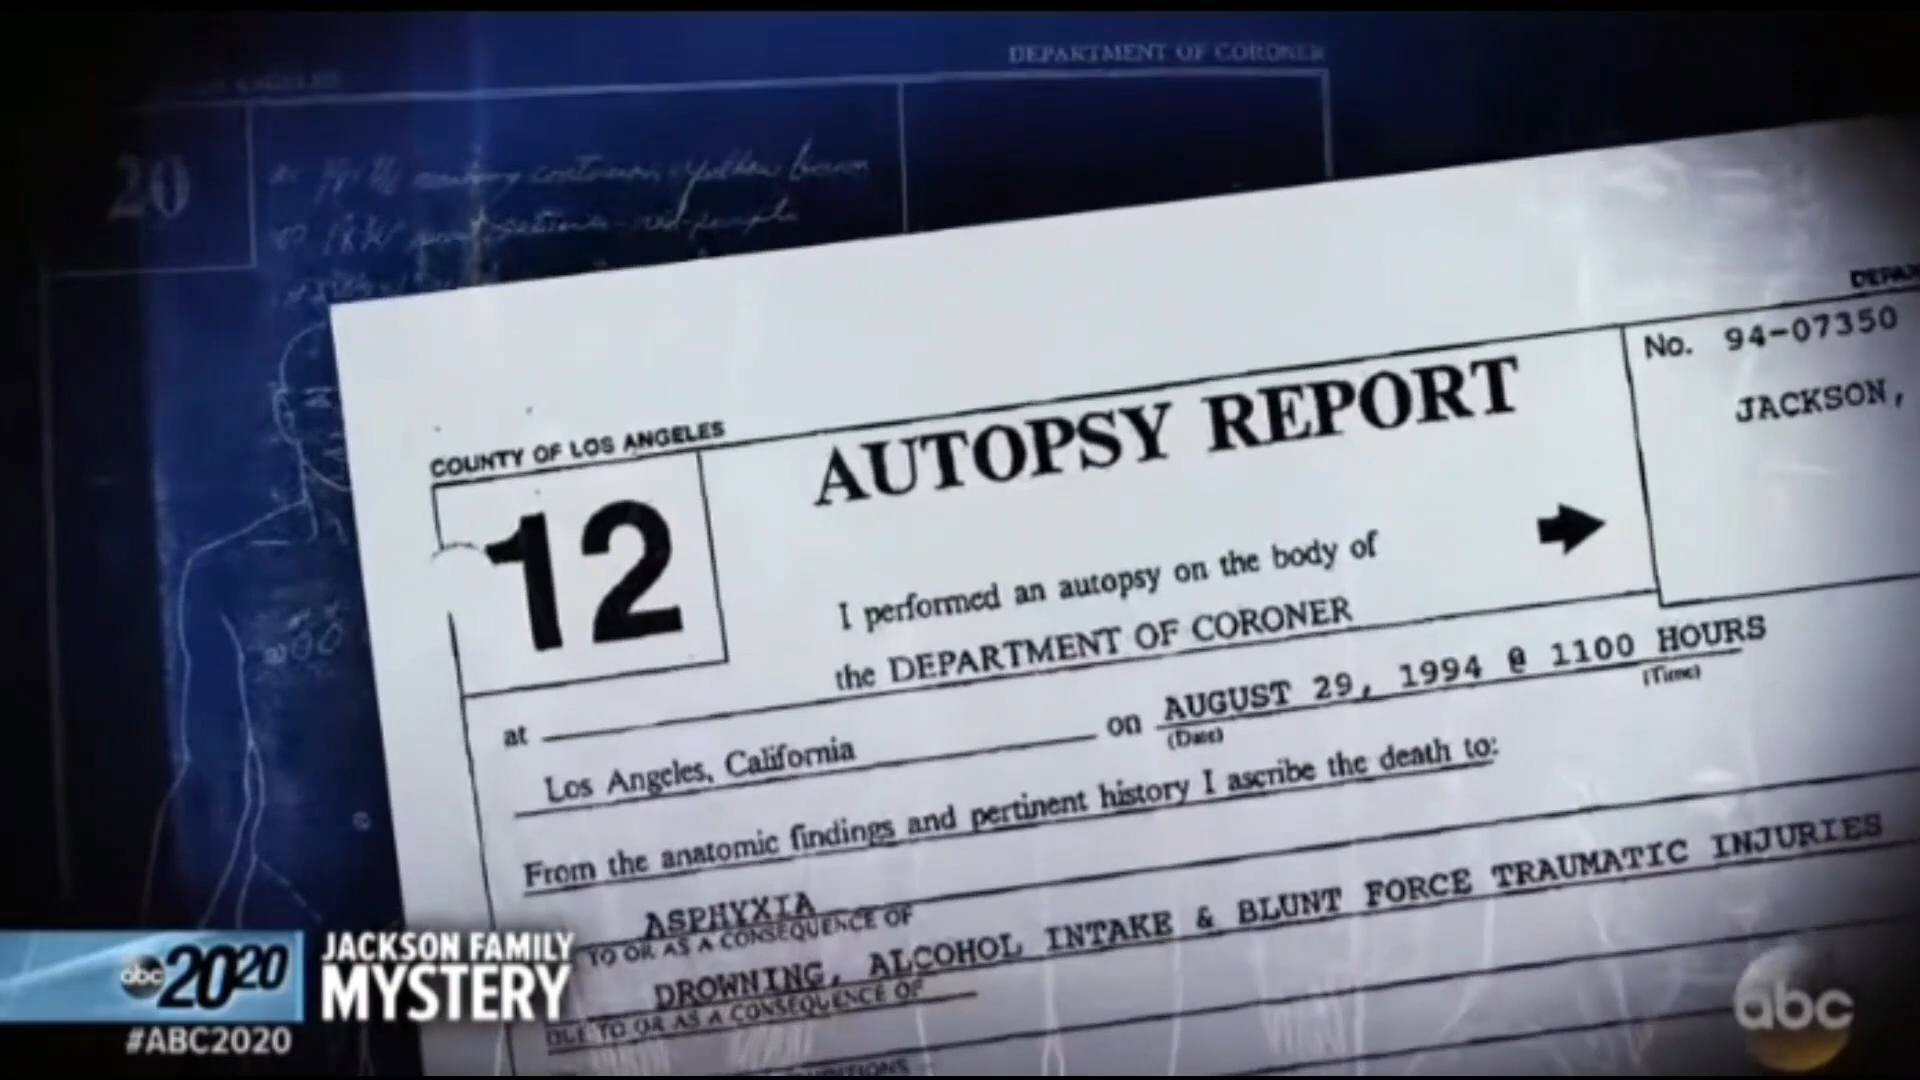 DEPARTMENT OF CORONER
20
No. 94-07350
JACKSON,
COUNTY OF LOS ANGELES
12
AUTOPSY REPORT
I performed an autopsy on the body of
the DEPARTMENT OF CORONER
at
Los Angeles, California
on AUGUST 29, 1994 @ 1100 HOURS
(Date)
(Time)
From the anatomic findings and pertinent history I ascribe the death to:
ASPHYXIA
TO OR AS A CONSEQUENCE OF
DROWNING, ALCOHOL INTAKE & BLUNT FORCE TRAUMATIC INJURIES
DUE TO OR AS A CONSEQUENCE OF
abc 2020
#ABC2020
JACKSON FAMILY
MYSTERY
abc